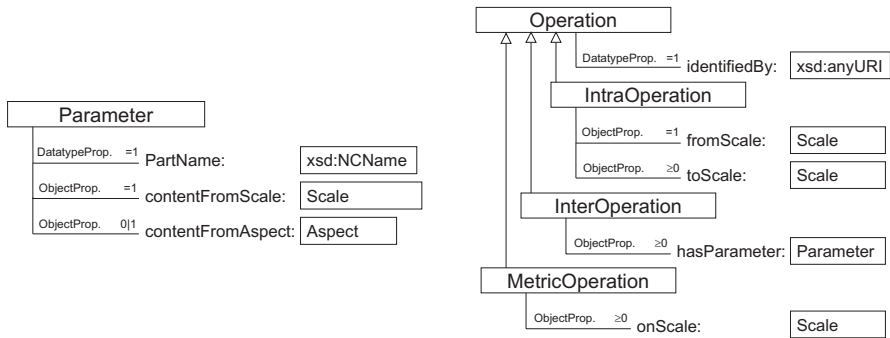 Parameter
DatatypeProp. =1 PartName: xsd:NCName
ObjectProp. =1 contentFromScale: Scale
ObjectProp. 0|1 contentFromAspect: Aspect
Operation
DatatypeProp. =1 identifiedBy: xsd:anyURI
IntraOperation
ObjectProp. =1 fromScale: Scale
ObjectProp. ≥0 toScale: Scale
InterOperation
ObjectProp. ≥0 hasParameter: Parameter
MetricOperation
ObjectProp. ≥0 onScale: Scale